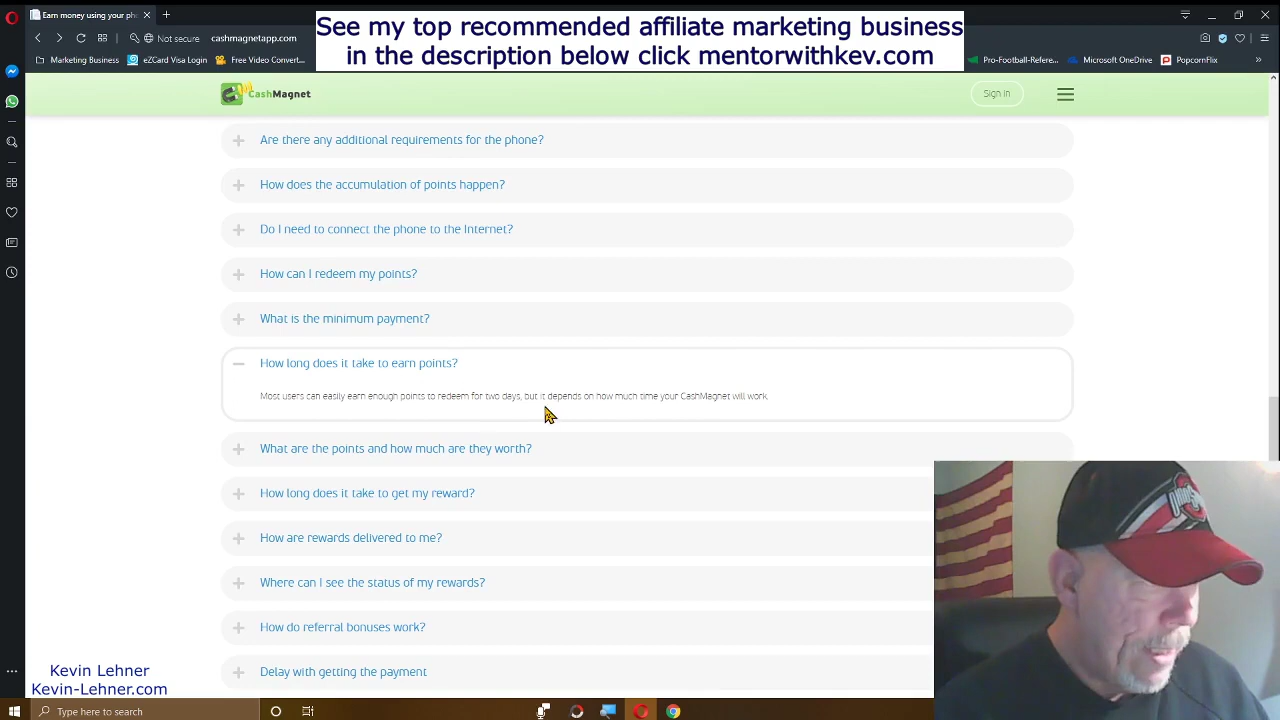 See my top recommended affiliate marketing business
in the description below click mentorwithkev.com
cashmagnetapp.com
Not secure
Marketing Business
eZCard Visa Login
Free Video Convert...
Pro-Football-Refere...
Microsoft Office
PopcornFlix
CashMagnet
Sign in
Are there any additional requirements for the phone?
How does the accumulation of points happen?
Do I need to connect the phone to the Internet?
How can I redeem my points?
What is the minimum payment?
How long does it take to earn points?
Most users can easily earn enough points to redeem for two days, but it depends on how much time your CashMagnet will work.
What are the points and how much are they worth?
How long does it take to get my reward?
How are rewards delivered to me?
Where can I see the status of my rewards?
How do referral bonuses work?
Delay with getting the payment
Kevin Lehner
Kevin-Lehner.com
Type here to search